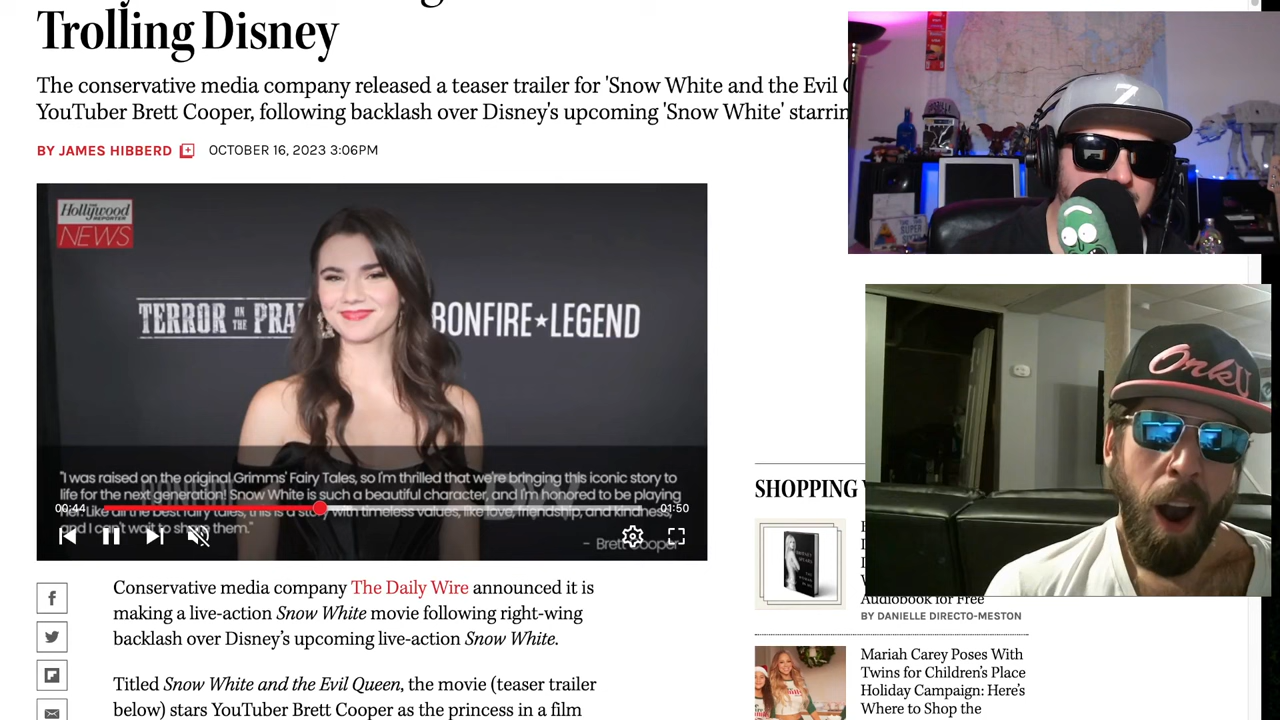 Trolling Disney
The conservative media company released a teaser trailer for 'Snow White and the Evil
YouTuber Brett Cooper, following backlash over Disney's upcoming 'Snow White' starrin
BY JAMES HIBBERD
OCTOBER 16, 2023 3:06PM
The Hollywood
REPORTER
NEWS
TERROR ON THE PRA
BONFIRE★LEGEND
"I was raised on the original Grimms' Fairy Tales, so I'm thrilled that we're bringing this iconic story to
life for the next generation! Snow White is such a beautiful character, and I'm honored to be playing
her. Like all the best fairy tales, this is a story with timeless values, like love, friendship, and kindness,
and I can't wait to share them."
- Brett Cooper
00:44
01:50
Conservative media company The Daily Wire announced it is
making a live-action Snow White movie following right-wing
backlash over Disney's upcoming live-action Snow White.
Titled Snow White and the Evil Queen, the movie (teaser trailer
below) stars YouTuber Brett Cooper as the princess in a film
SHOPPING
Audiobook for Free
BY DANIELLE DIRECTO-MESTON
Mariah Carey Poses With
Twins for Children's Place
Holiday Campaign: Here's
Where to Shop the
Z
OrkU